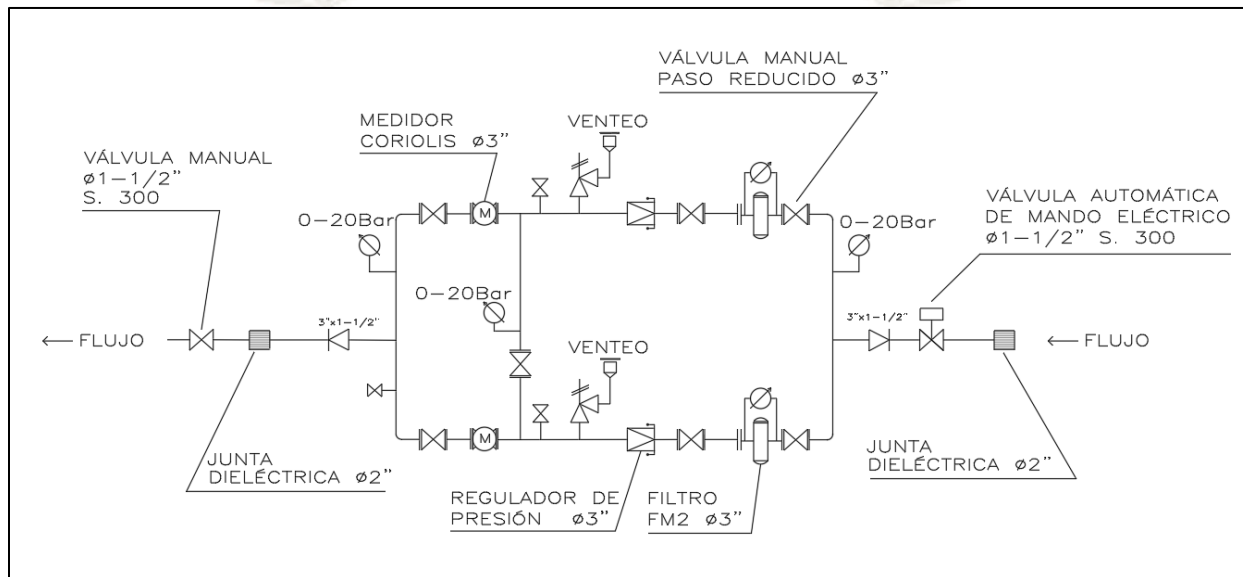 VÁLVULA MANUAL
PASO REDUCIDO ø3"
MEDIDOR
CORIOLIS ø3"
VENTEO
VÁLVULA MANUAL
ø1-1/2"
S. 300
VÁLVULA AUTOMÁTICA
DE MANDO ELÉCTRICO
ø1-1/2" S. 300
M
0-20Bar
0-20Bar
0-20Bar
3"x1-1/2"
3"x1-1/2"
← FLUJO
← FLUJO
VENTEO
M
JUNTA
DIELÉCTRICA ø2"
JUNTA
DIELÉCTRICA ø2"
REGULADOR DE
PRESIÓN ø3"
FILTRO
FM2 ø3"